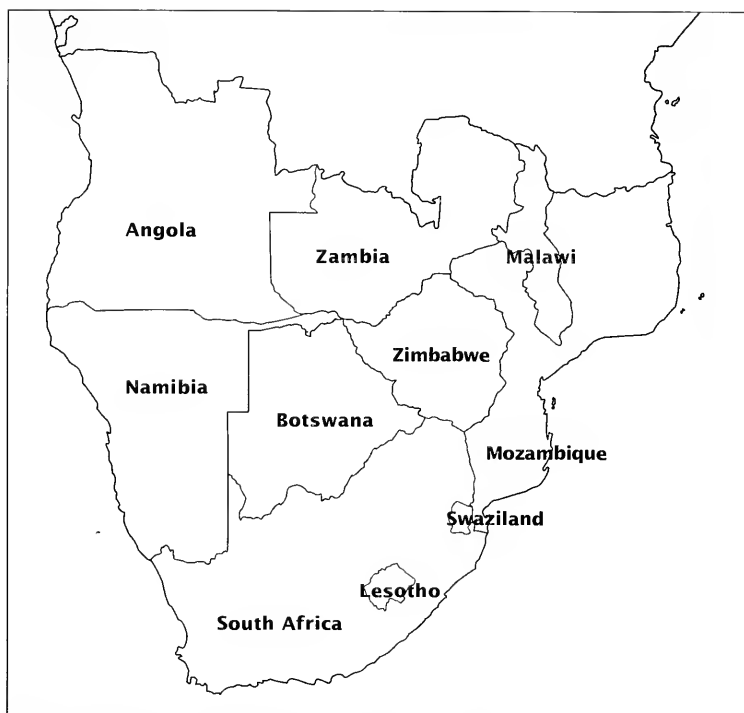 Angola
Zambia
Malawi
Zimbabwe
Namibia
Botswana
Mozambique
Swaziland
Lesotho
South Africa